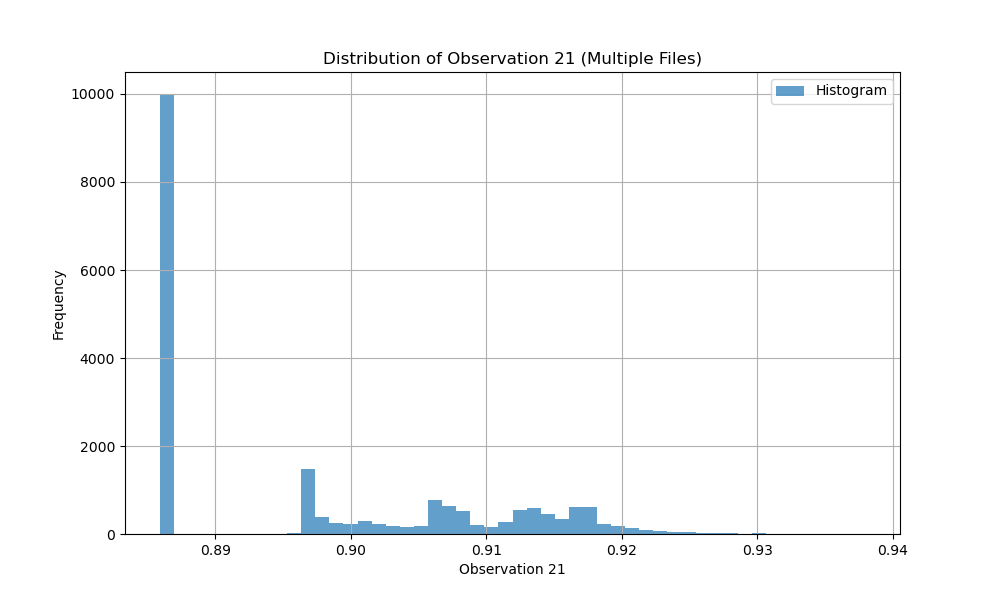 Distribution of Observation 21 (Multiple Files)
Histogram
10000
8000
6000
4000
2000
0
Frequency
0.89 0.90 0.91 0.92 0.93 0.94
Observation 21